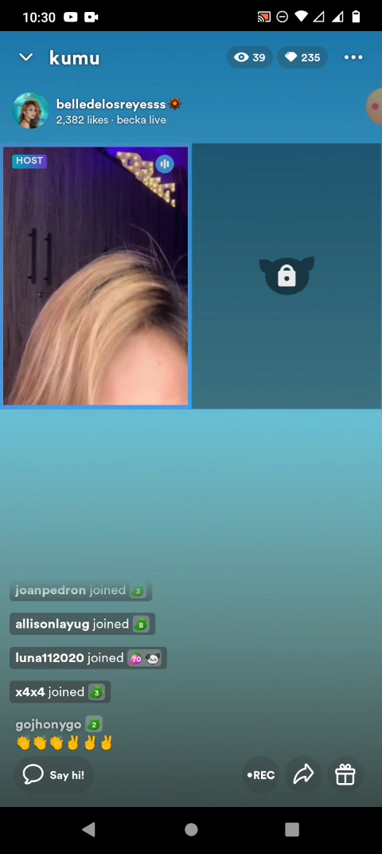 10:30
kumu
39
235
belledelosreyesss
2,382 likes · becka live
HOST
joanpedron joined 3
allisonlayug joined 8
luna112020 joined
x4x4 joined 3
gojhonygo 2
Say hi!
•REC